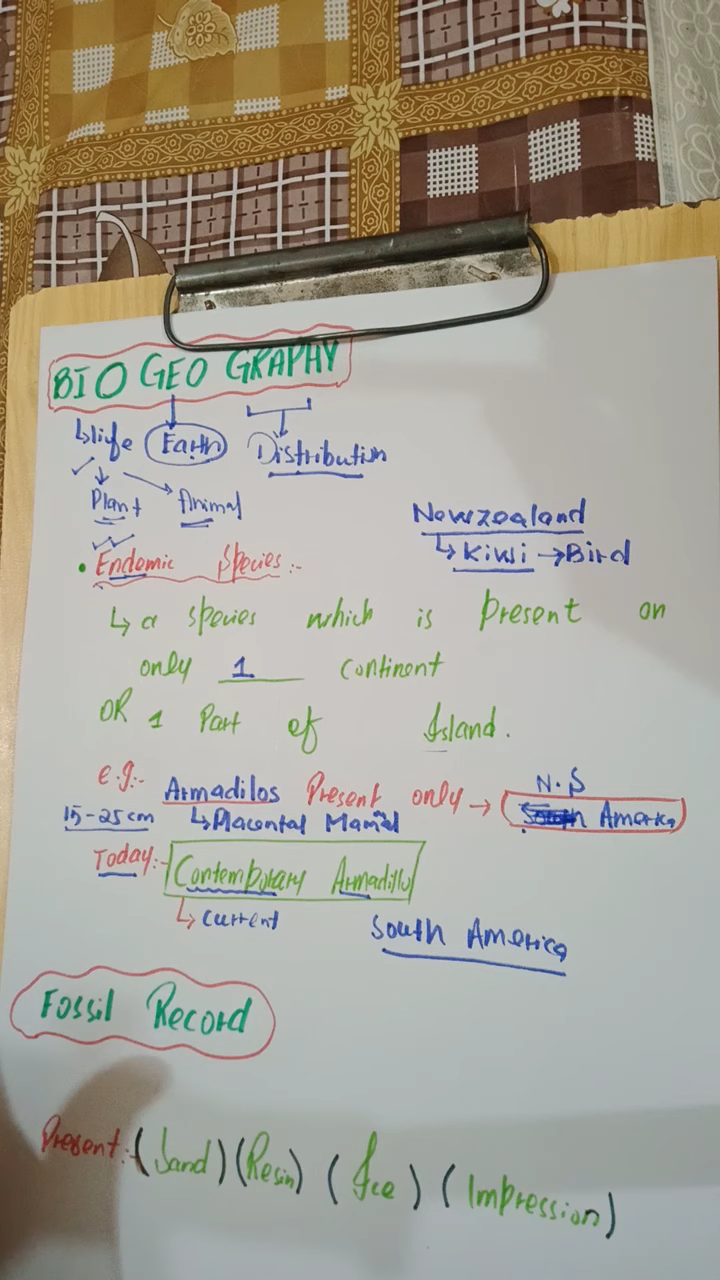 BIO GEO GRAPHY
↳life Earth Distribution
Plant Animal
Newzealand
↳Kiwi→Bird
• Endemic Species:-
↳a species which is Present on
only 1 continent
OR 1 Part of Island.
N.S
e.g:- Armadilos Present only → South America
15-25cm ↳Placental Mamal
Today:- Contemporary Armadillo
↳Current
South America
Fossil Record
Present:-(Sand)(Resin)(Ice)(Impression)